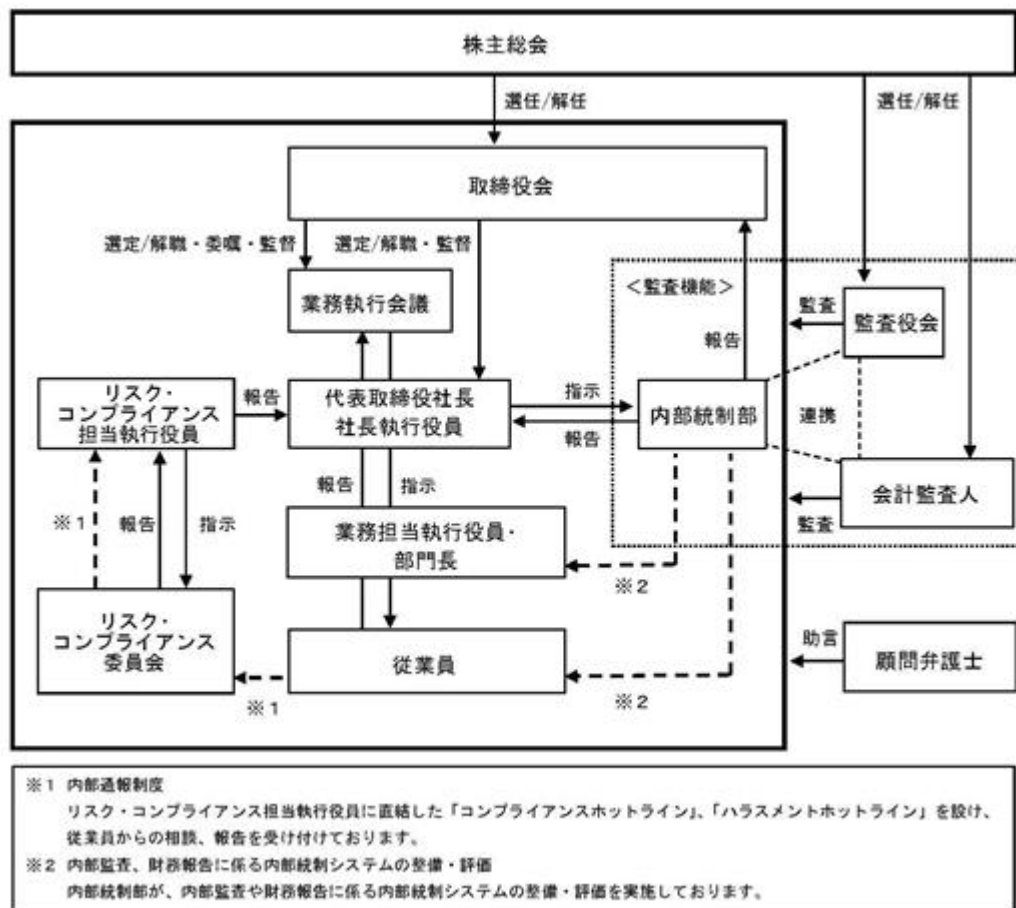 株主総会
選任/解任
選任/解任
取締役会
選定/解職・委嘱・監督
選定/解職・監督
<監査機能>
業務執行会議
監査
監査役会
報告
リスク・
コンプライアンス
担当執行役員
報告
代表取締役社長
社長執行役員
指示
報告
内部統制部
連携
会計監査人
監査
※1
報告
指示
報告
指示
業務担当執行役員・
部門長
※2
リスク・
コンプライアンス
委員会
従業員
※1
※2
助言
顧問弁護士
※1 内部通報制度
リスク・コンプライアンス担当執行役員に直結した「コンプライアンスホットライン」、「ハラスメントホットライン」を設け、
従業員からの相談、報告を受け付けております。
※2 内部監査、財務報告に係る内部統制システムの整備・評価
内部統制部が、内部監査や財務報告に係る内部統制システムの整備・評価を実施しております。